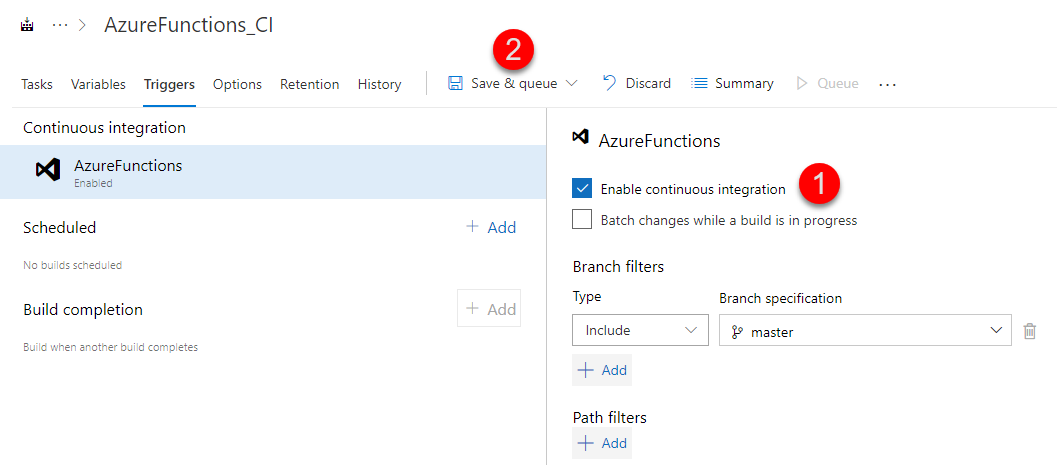 ··· > AzureFunctions_CI
2
Tasks Variables Triggers Options Retention History Save & queue Discard Summary Queue ···
Continuous integration
AzureFunctions
Enabled
Scheduled + Add
No builds scheduled
Build completion + Add
Build when another build completes
AzureFunctions
Enable continuous integration 1
Batch changes while a build is in progress
Branch filters
Type Branch specification
Include master
+ Add
Path filters
+ Add